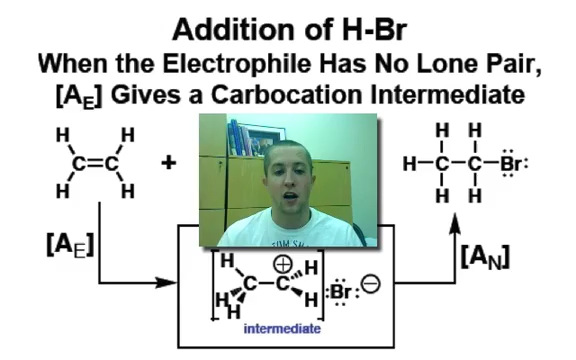 Addition of H-Br
When the Electrophile Has No Lone Pair,
[AE] Gives a Carbocation Intermediate
H H
C=C
H H
+
H H
H-C-C-Br:
H H
[AE]
[AN]
H
C-C
H
H
H
H
⊕
:Br:⊖
intermediate